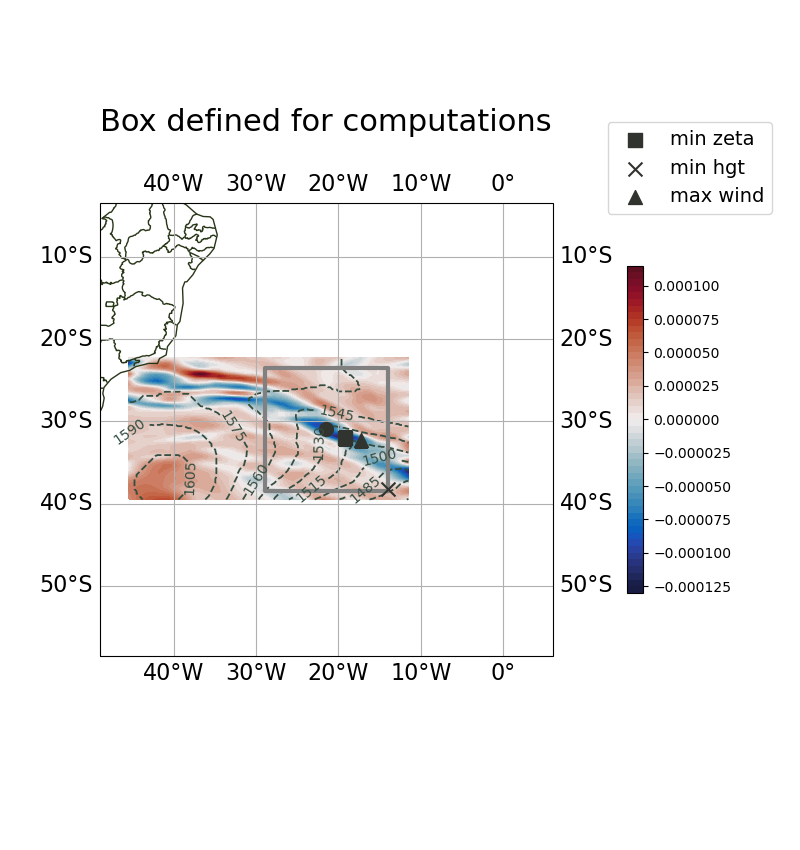 Box defined for computations
min zeta
min hgt
max wind
40°W 30°W 20°W 10°W 0°
10°S 10°S
20°S 20°S
30°S 30°S
40°S 40°S
50°S 50°S
40°W 30°W 20°W 10°W 0°
1590
1575
1605
1560
1545
1530
1515
1500
1485
0.000100
0.000075
0.000050
0.000025
0.000000
−0.000025
−0.000050
−0.000075
−0.000100
−0.000125